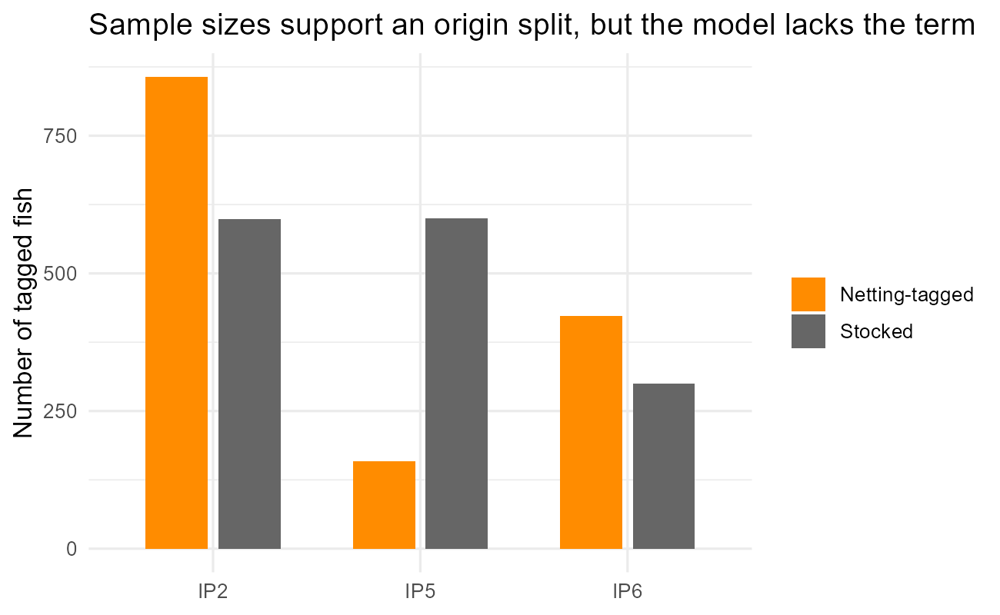 Sample sizes support an origin split, but the model lacks the term
Number of tagged fish
750
500
250
0
IP2
IP5
IP6
Netting-tagged
Stocked